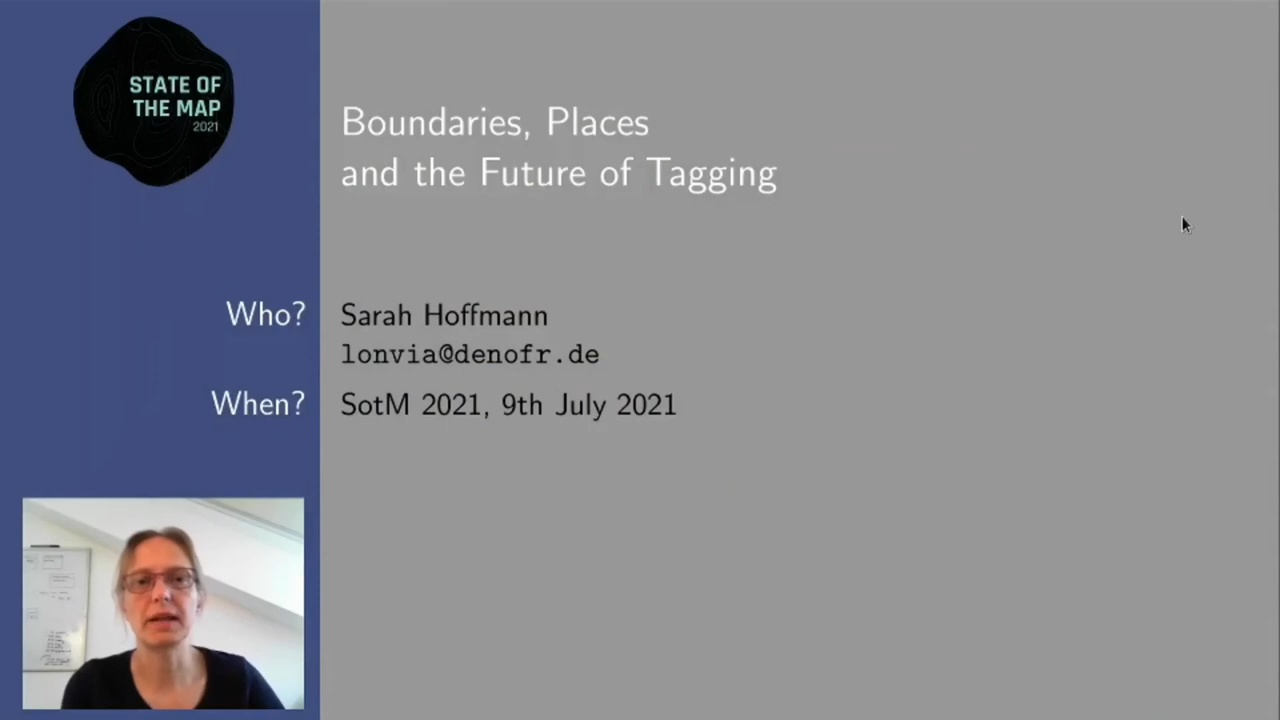 STATE OF
THE MAP
2021
Boundaries, Places
and the Future of Tagging
Who?
Sarah Hoffmann
lonvia@denofr.de
When?
SotM 2021, 9th July 2021